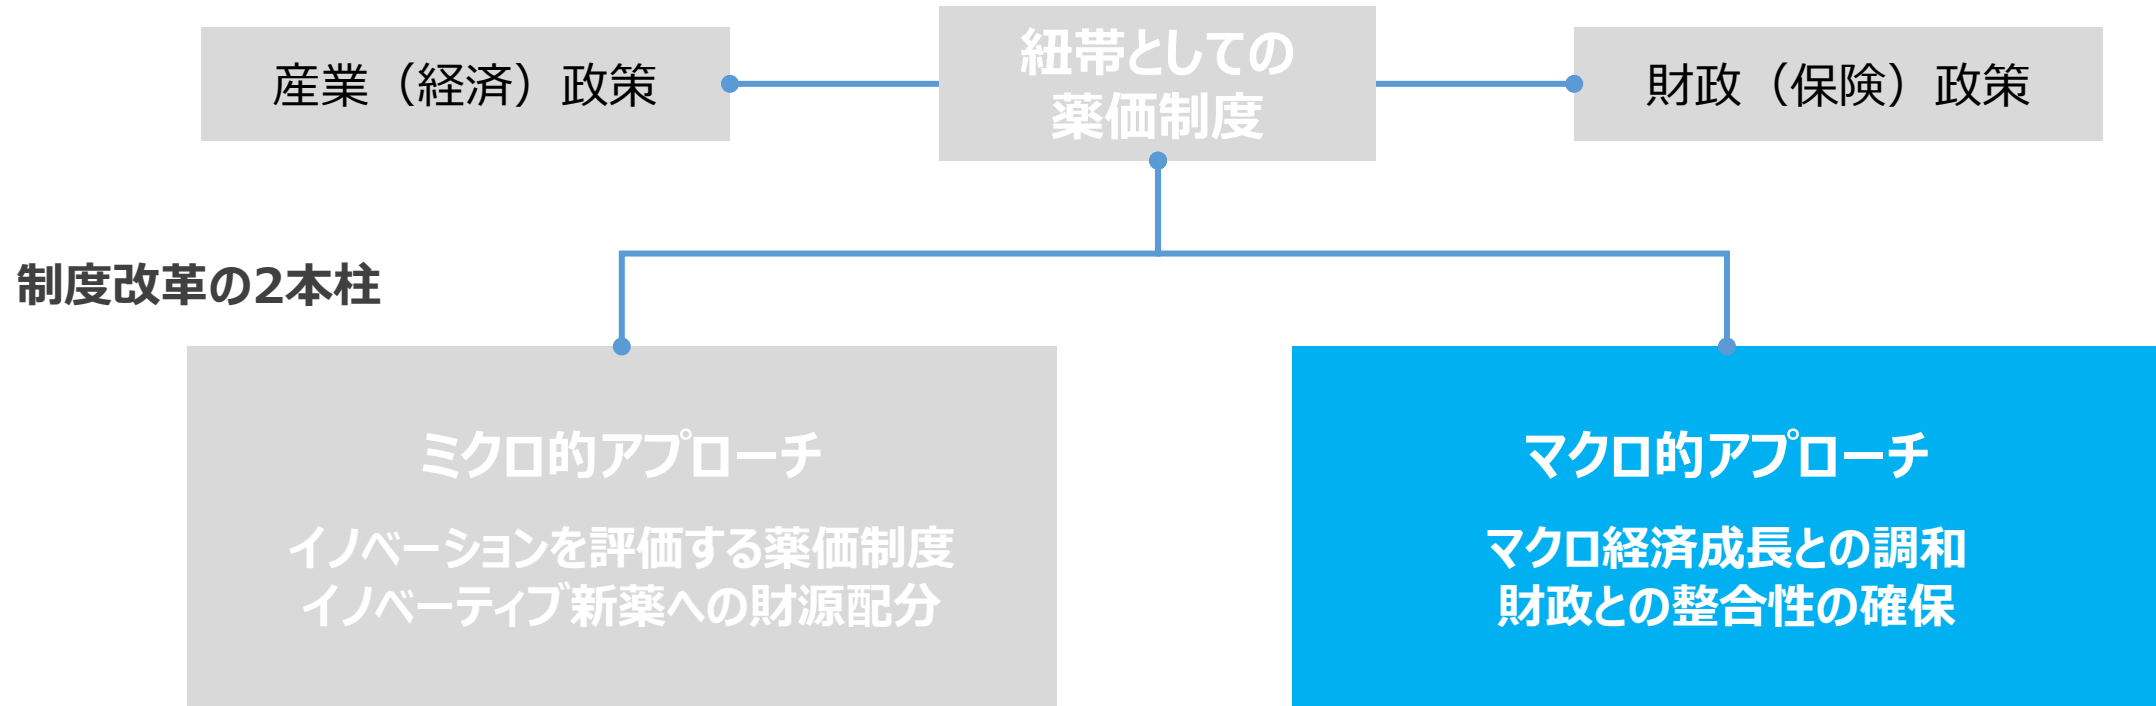 産業（経済）政策
紐帯としての
薬価制度
財政（保険）政策
制度改革の2本柱
ミクロ的アプローチ
イノベーションを評価する薬価制度
イノベーティブ新薬への財源配分
マクロ的アプローチ
マクロ経済成長との調和
財政との整合性の確保